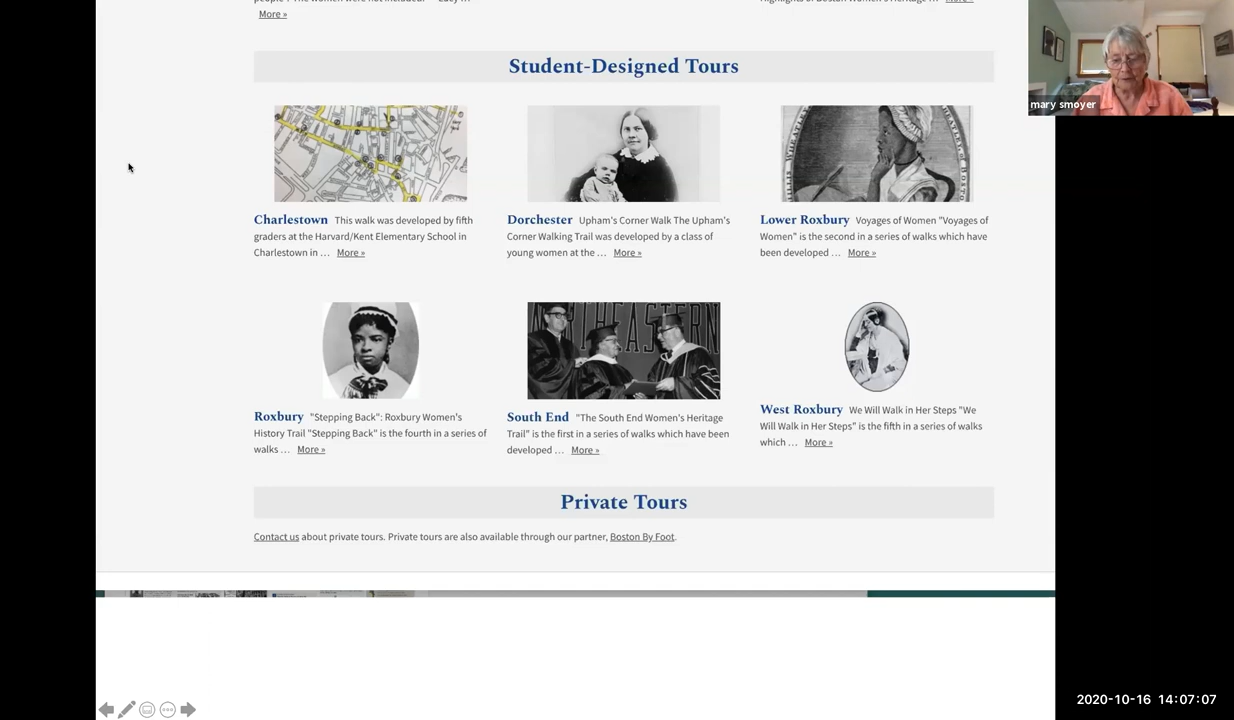 More »
Student-Designed Tours
mary smoyer
Charlestown This walk was developed by fifth
graders at the Harvard/Kent Elementary School in
Charlestown in … More »
Dorchester Upham's Corner Walk The Upham's
Corner Walking Trail was developed by a class of
young women at the … More »
Lower Roxbury Voyages of Women "Voyages of
Women" is the second in a series of walks which have
been developed … More »
EASTERN
Roxbury "Stepping Back": Roxbury Women's
History Trail "Stepping Back" is the fourth in a series of
walks … More »
South End "The South End Women's Heritage
Trail" is the first in a series of walks which have been
developed … More »
West Roxbury We Will Walk in Her Steps "We
Will Walk in Her Steps" is the fifth in a series of walks
which … More »
Private Tours
Contact us about private tours. Private tours are also available through our partner, Boston By Foot.
2020-10-16 14:07:07